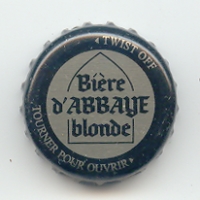 Bière
d'ABBAYE
blonde
TWIST OFF
TOURNER POUR OUVRIR